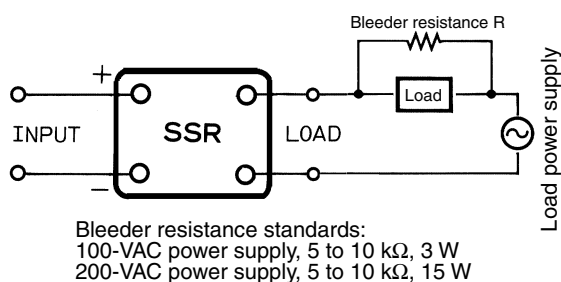 Bleeder resistance R
+
Load
INPUT
SSR
LOAD
−
Load power supply
Bleeder resistance standards:
100-VAC power supply, 5 to 10 kΩ, 3 W
200-VAC power supply, 5 to 10 kΩ, 15 W